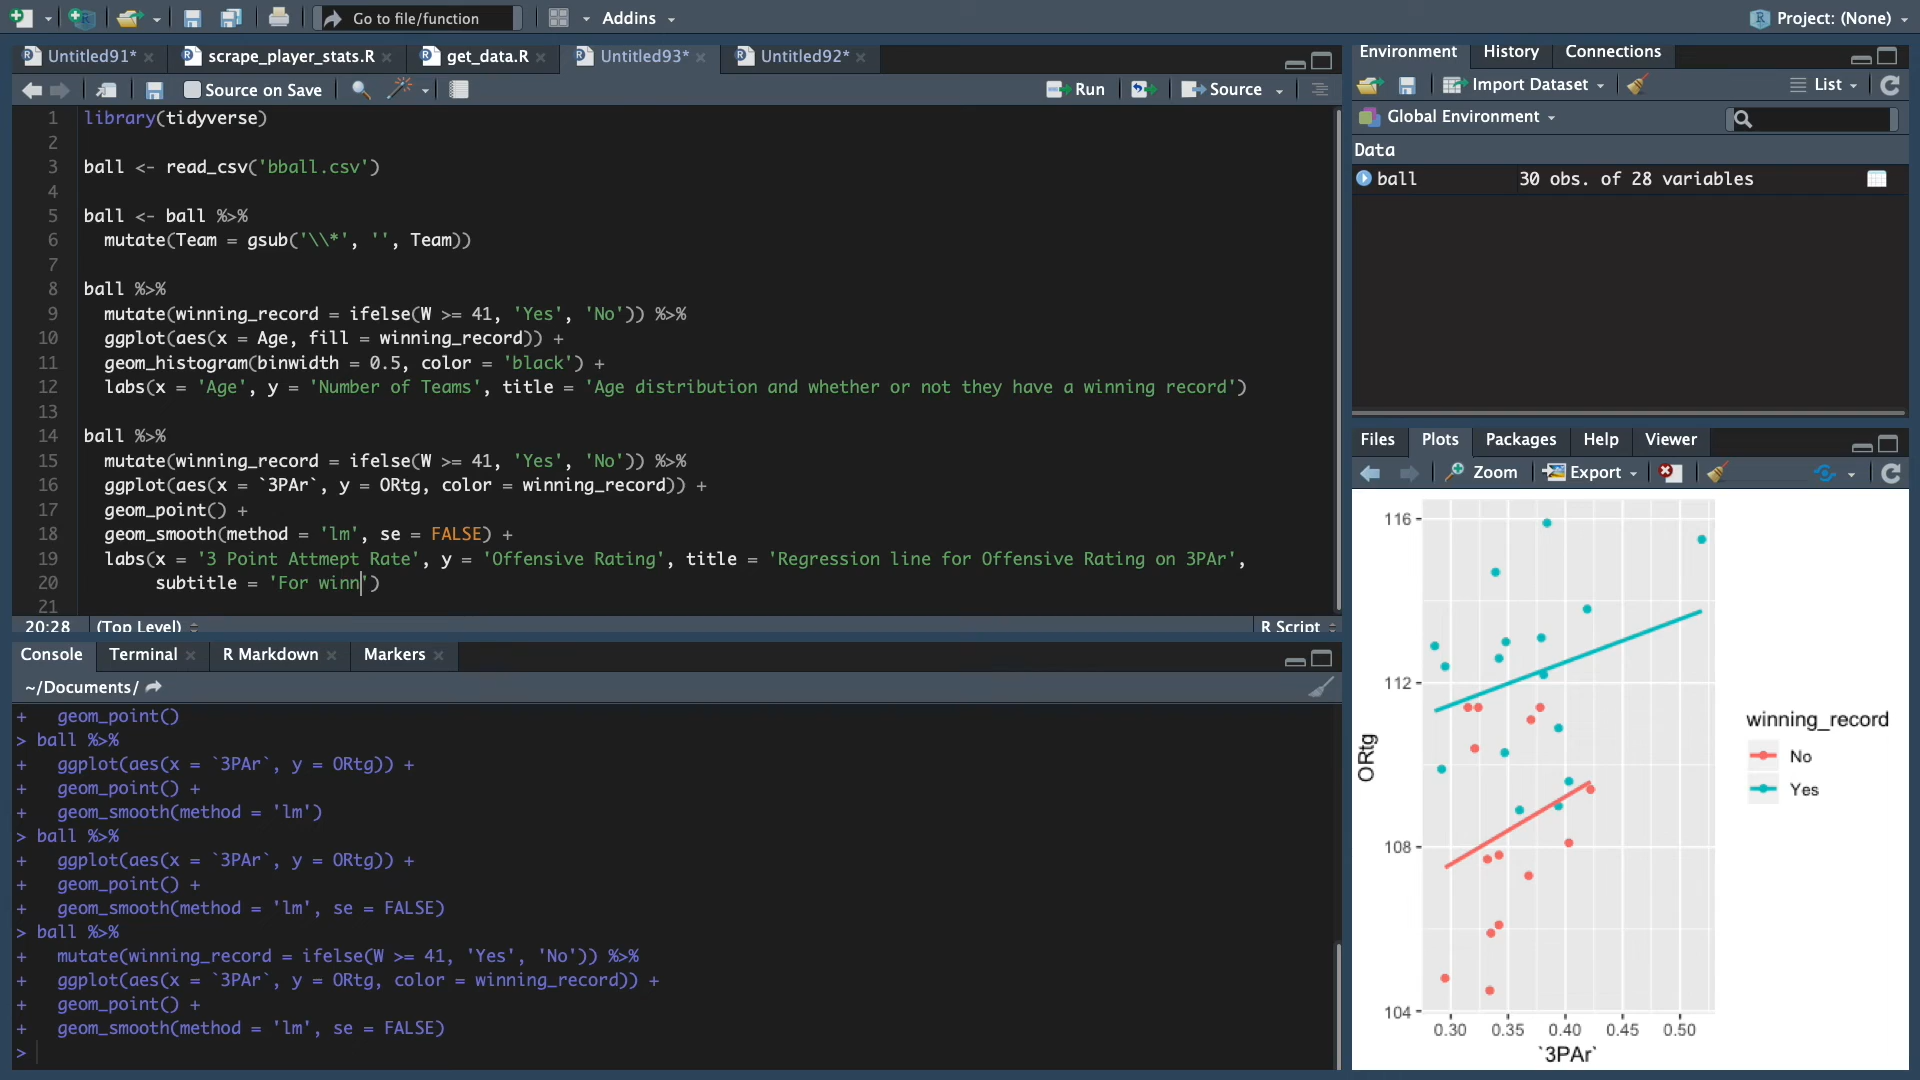 Go to file/function
Addins
Project: (None)
Untitled91*
scrape_player_stats.R
get_data.R
Untitled93*
Untitled92*
Source on Save
Run
Source
1 library(tidyverse)
2
3 ball <- read_csv('bball.csv')
4
5 ball <- ball %>%
6 mutate(Team = gsub('\\*', '', Team))
7
8 ball %>%
9 mutate(winning_record = ifelse(W >= 41, 'Yes', 'No')) %>%
10 ggplot(aes(x = Age, fill = winning_record)) +
11 geom_histogram(binwidth = 0.5, color = 'black') +
12 labs(x = 'Age', y = 'Number of Teams', title = 'Age distribution and whether or not they have a winning record')
13
14 ball %>%
15 mutate(winning_record = ifelse(W >= 41, 'Yes', 'No')) %>%
16 ggplot(aes(x = `3PAr`, y = ORtg, color = winning_record)) +
17 geom_point() +
18 geom_smooth(method = 'lm', se = FALSE) +
19 labs(x = '3 Point Attmept Rate', y = 'Offensive Rating', title = 'Regression line for Offensive Rating on 3PAr',
20 subtitle = 'For winn')
21
20:28 (Top Level) R Script
Console Terminal R Markdown Markers
~/Documents/
+ geom_point()
> ball %>%
+ ggplot(aes(x = `3PAr`, y = ORtg)) +
+ geom_point() +
+ geom_smooth(method = 'lm')
> ball %>%
+ ggplot(aes(x = `3PAr`, y = ORtg)) +
+ geom_point() +
+ geom_smooth(method = 'lm', se = FALSE)
> ball %>%
+ mutate(winning_record = ifelse(W >= 41, 'Yes', 'No')) %>%
+ ggplot(aes(x = `3PAr`, y = ORtg, color = winning_record)) +
+ geom_point() +
+ geom_smooth(method = 'lm', se = FALSE)
>
Environment History Connections
Import Dataset
List
Global Environment
Data
ball 30 obs. of 28 variables
Files Plots Packages Help Viewer
Zoom Export
116
112
108
104
ORtg
0.30 0.35 0.40 0.45 0.50
`3PAr`
winning_record
No
Yes